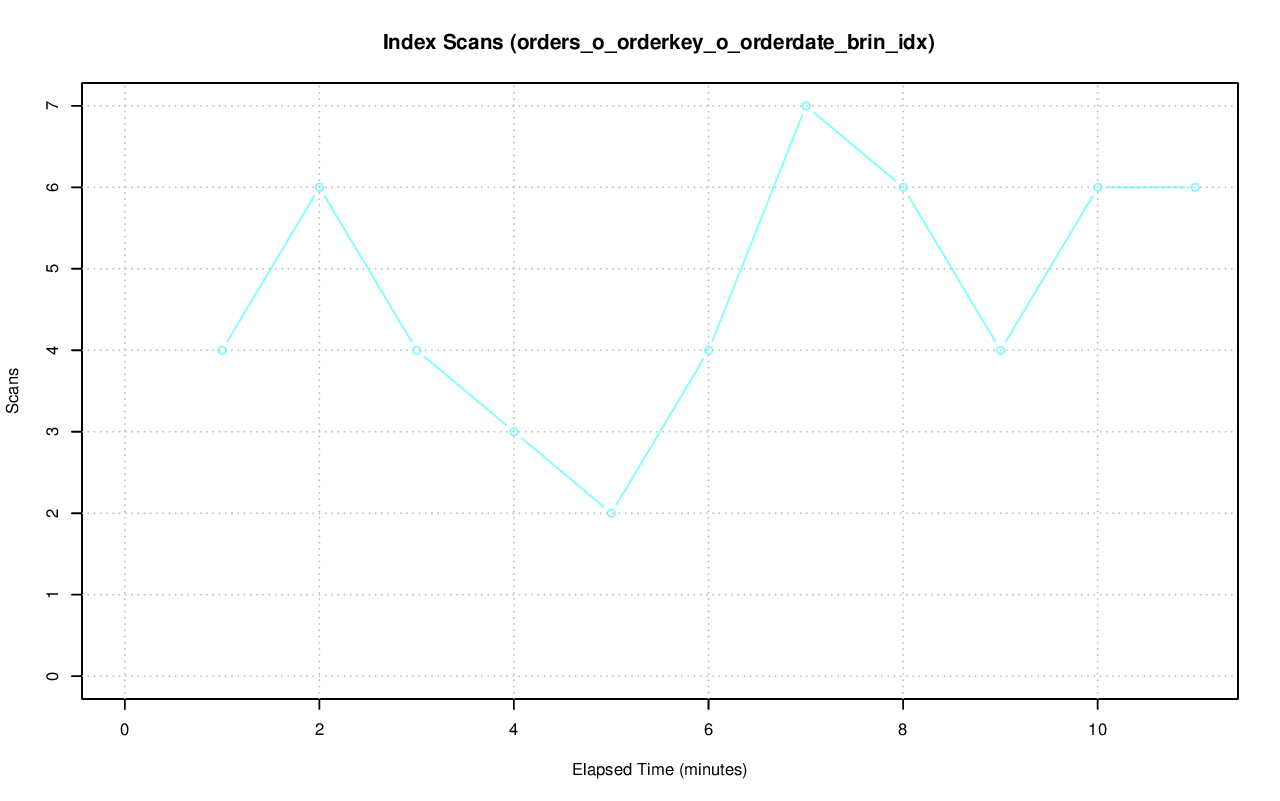 Index Scans (orders_o_orderkey_o_orderdate_brin_idx)
7
6
5
4
3
2
1
0
Scans
0 2 4 6 8 10
Elapsed Time (minutes)